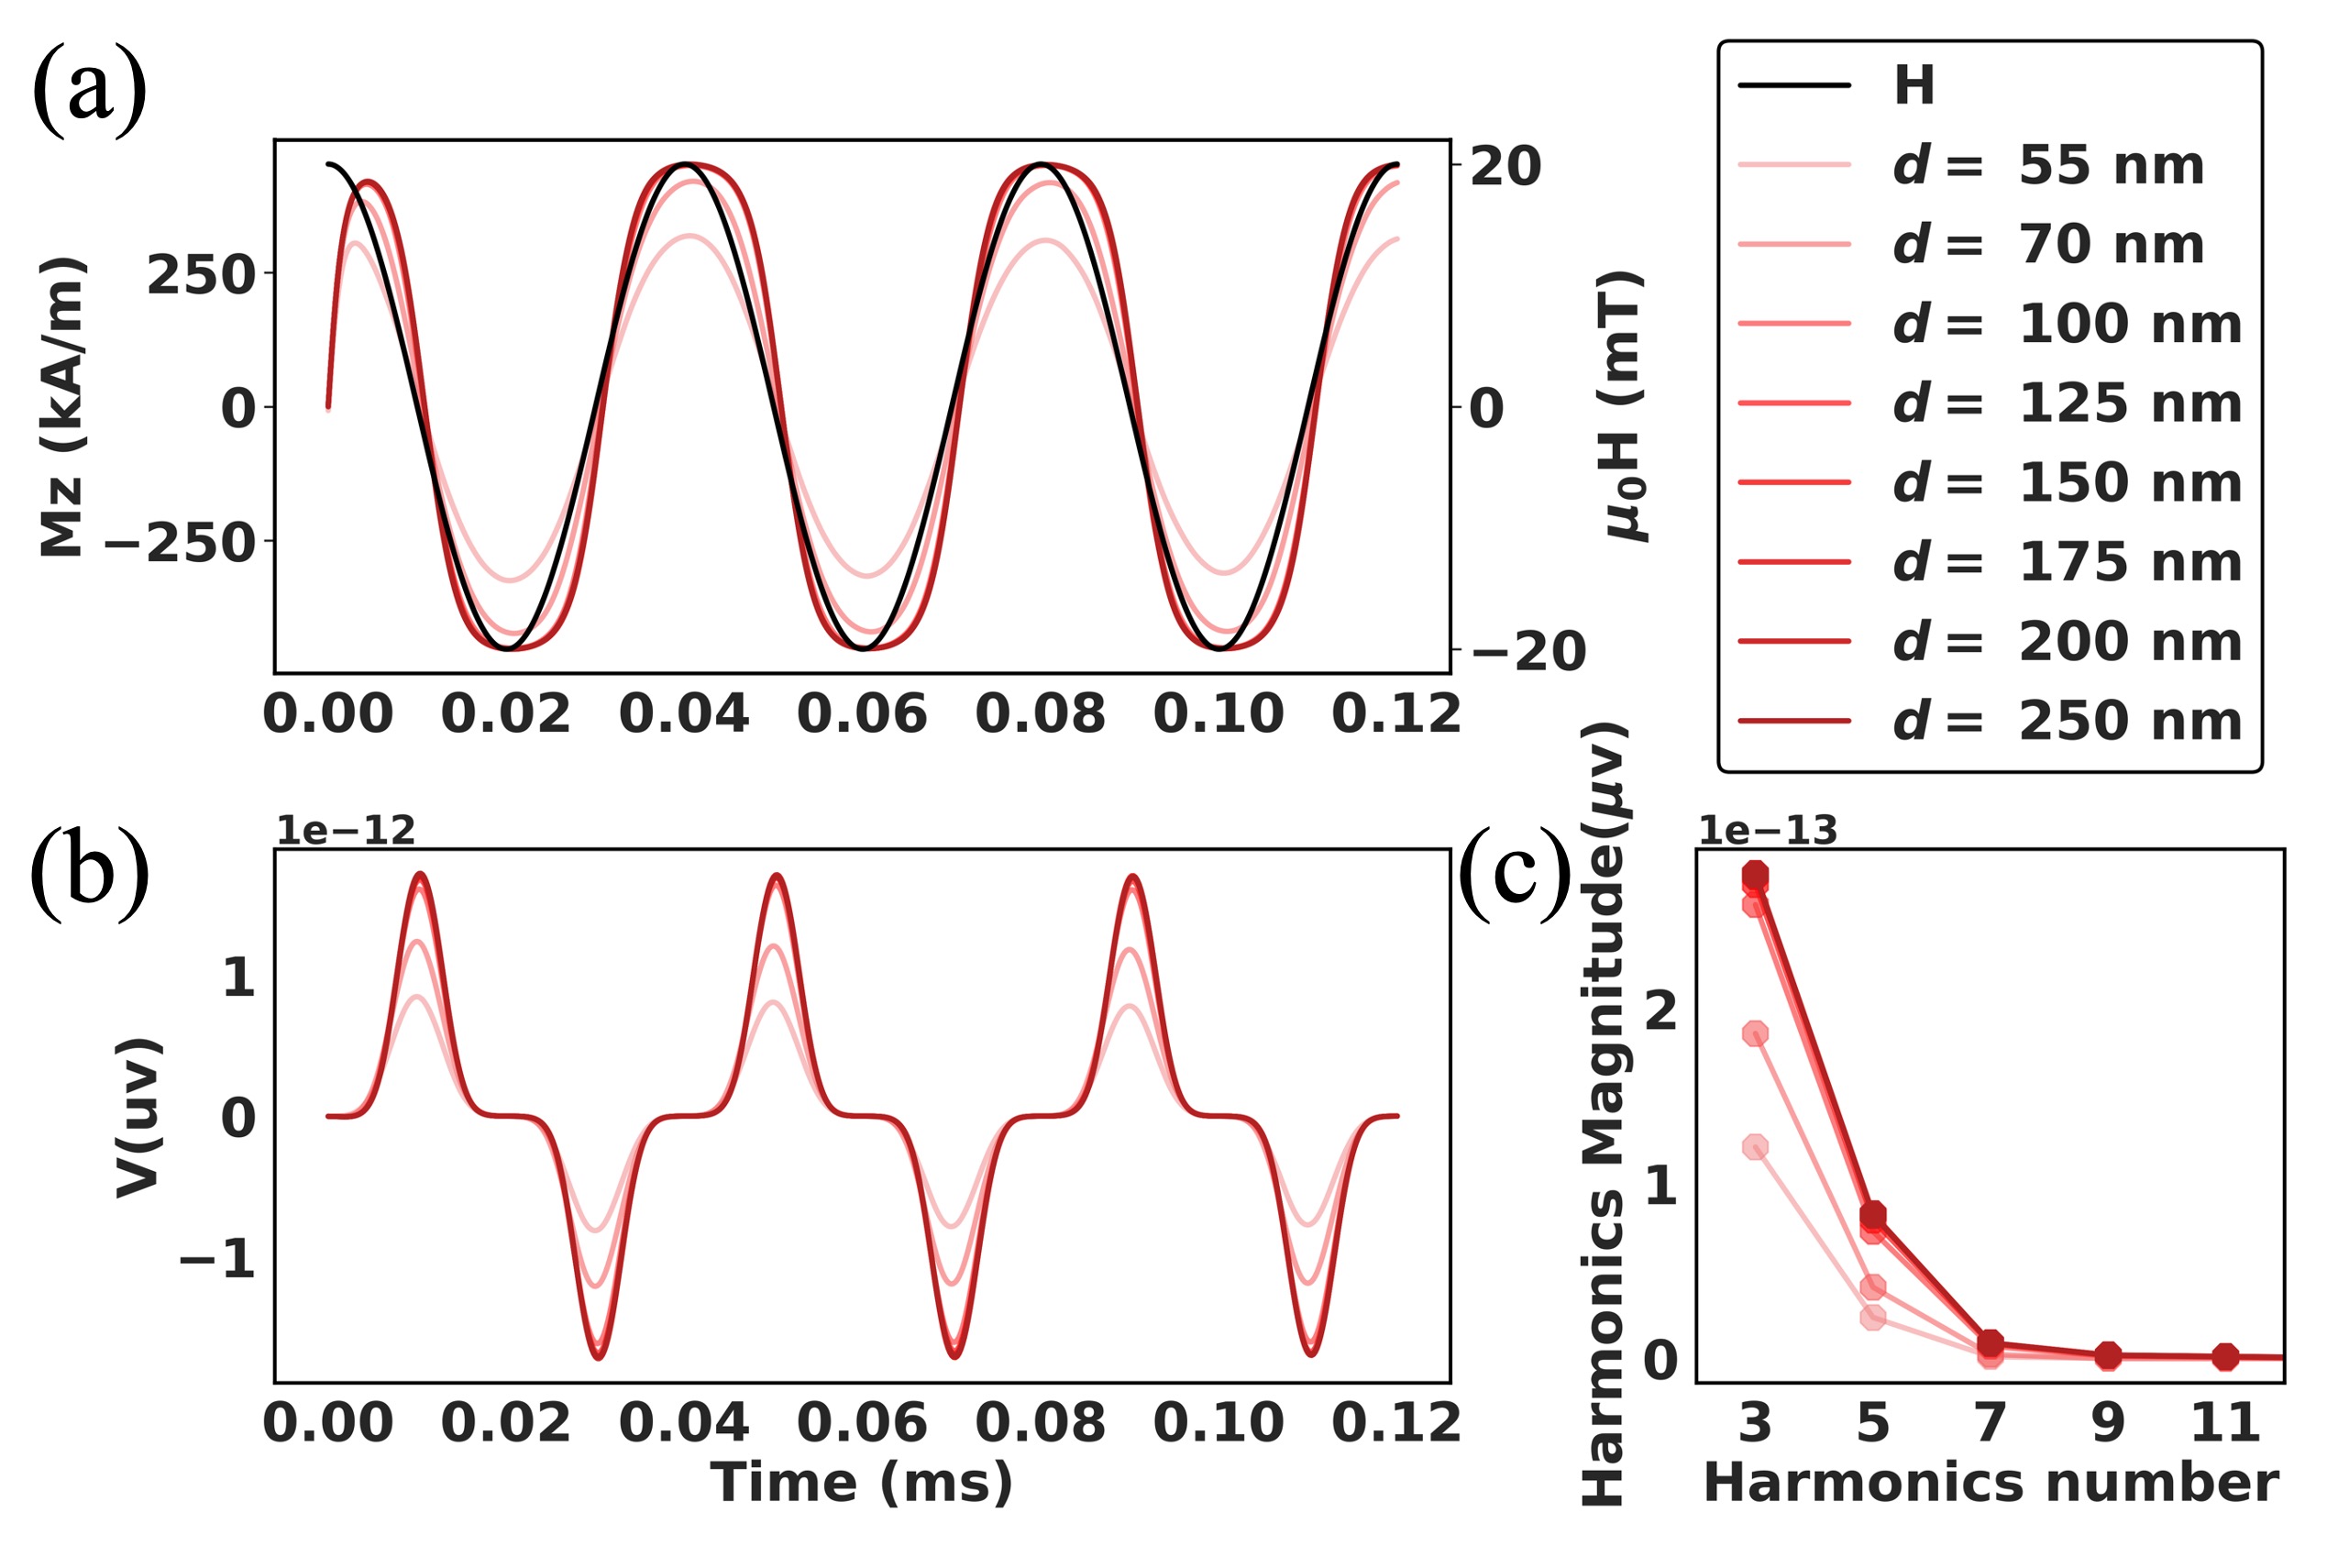 (a)
Mz (kA/m)
250
0
−250
20
0
−20
μ₀H (mT)
0.00 0.02 0.04 0.06 0.08 0.10 0.12
H
d = 55 nm
d = 70 nm
d = 100 nm
d = 125 nm
d = 150 nm
d = 175 nm
d = 200 nm
d = 250 nm
(b)
1e−12
V(uv)
1
0
−1
0.00 0.02 0.04 0.06 0.08 0.10 0.12
Time (ms)
(c)
1e−13
Harmonics Magnitude(μv)
2
1
0
3 5 7 9 11
Harmonics number